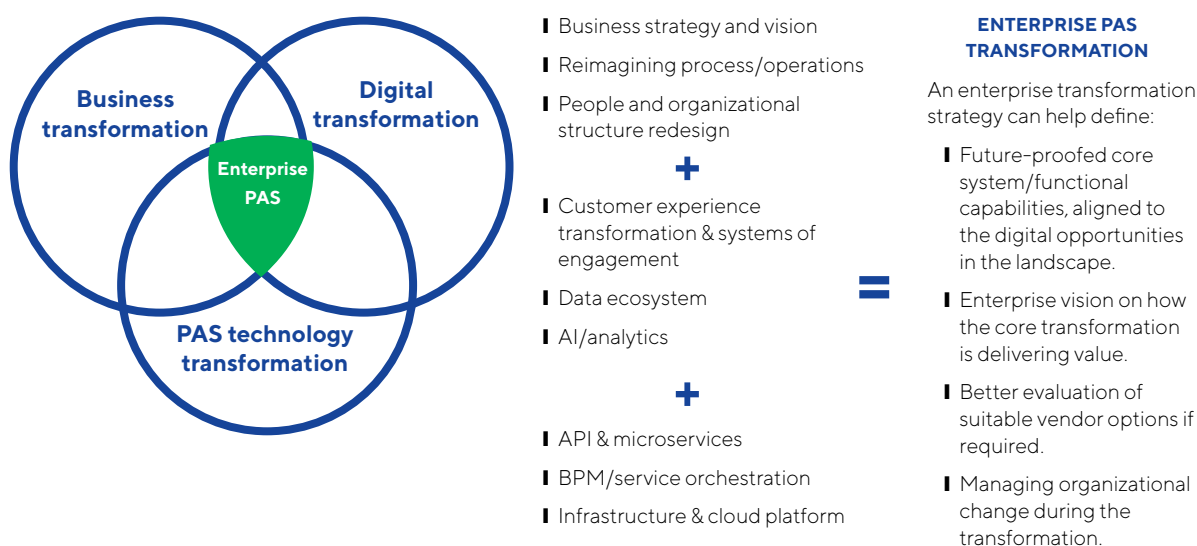 Business
transformation
Digital
transformation
Enterprise
PAS
PAS technology
transformation
Business strategy and vision
Reimagining process/operations
People and organizational
structure redesign
+
Customer experience
transformation & systems of
engagement
Data ecosystem
AI/analytics
+
API & microservices
BPM/service orchestration
Infrastructure & cloud platform
=
ENTERPRISE PAS
TRANSFORMATION
An enterprise transformation
strategy can help define:
Future-proofed core
system/functional
capabilities, aligned to
the digital opportunities
in the landscape.
Enterprise vision on how
the core transformation
is delivering value.
Better evaluation of
suitable vendor options if
required.
Managing organizational
change during the
transformation.